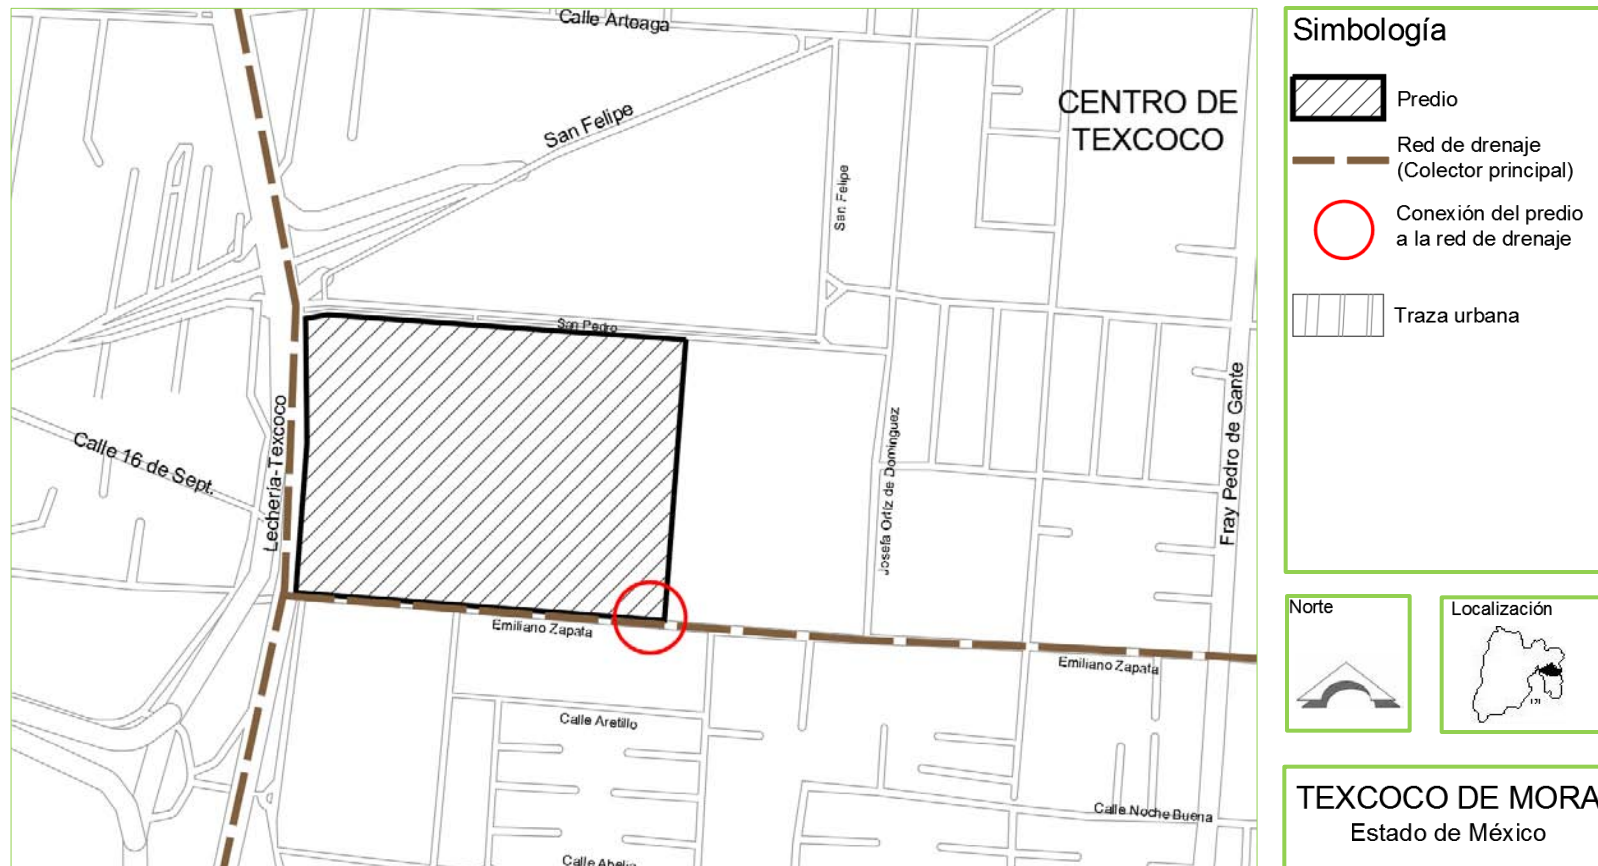 Calle Arteaga
San Felipe
CENTRO DE
TEXCOCO
San Felipe
San Pedro
Lechería-Texcoco
Calle 16 de Sept.
Josefa Ortiz de Dominguez
Fray Pedro de Gante
Emiliano Zapata
Emiliano Zapata
Calle Aretillo
Calle Noche Buena
Calle Abelia
Simbología
Predio
Red de drenaje
(Colector principal)
Conexión del predio
a la red de drenaje
Traza urbana
Norte
Localización
TEXCOCO DE MORA
Estado de México